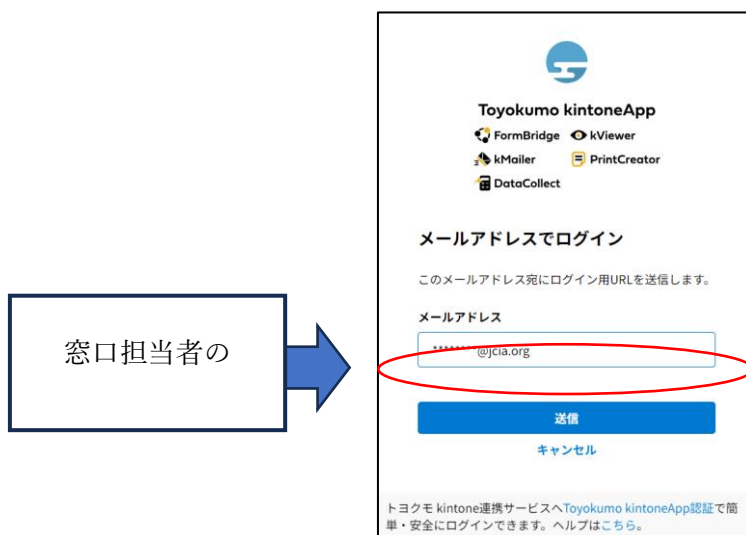 Toyokumo kintoneApp
FormBridge kViewer
kMailer PrintCreator
DataCollect
メールアドレスでログイン
このメールアドレス宛にログイン用URLを送信します。
メールアドレス
********@jcia.org
窓口担当者の
送信
キャンセル
トヨクモ kintone連携サービスへToyokumo kintoneApp認証で簡
単・安全にログインできます。ヘルプはこちら。